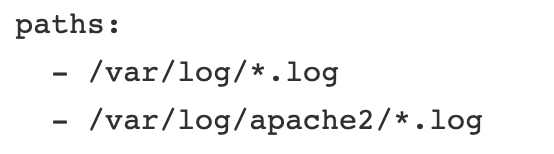 paths:
  - /var/log/*.log
  - /var/log/apache2/*.log